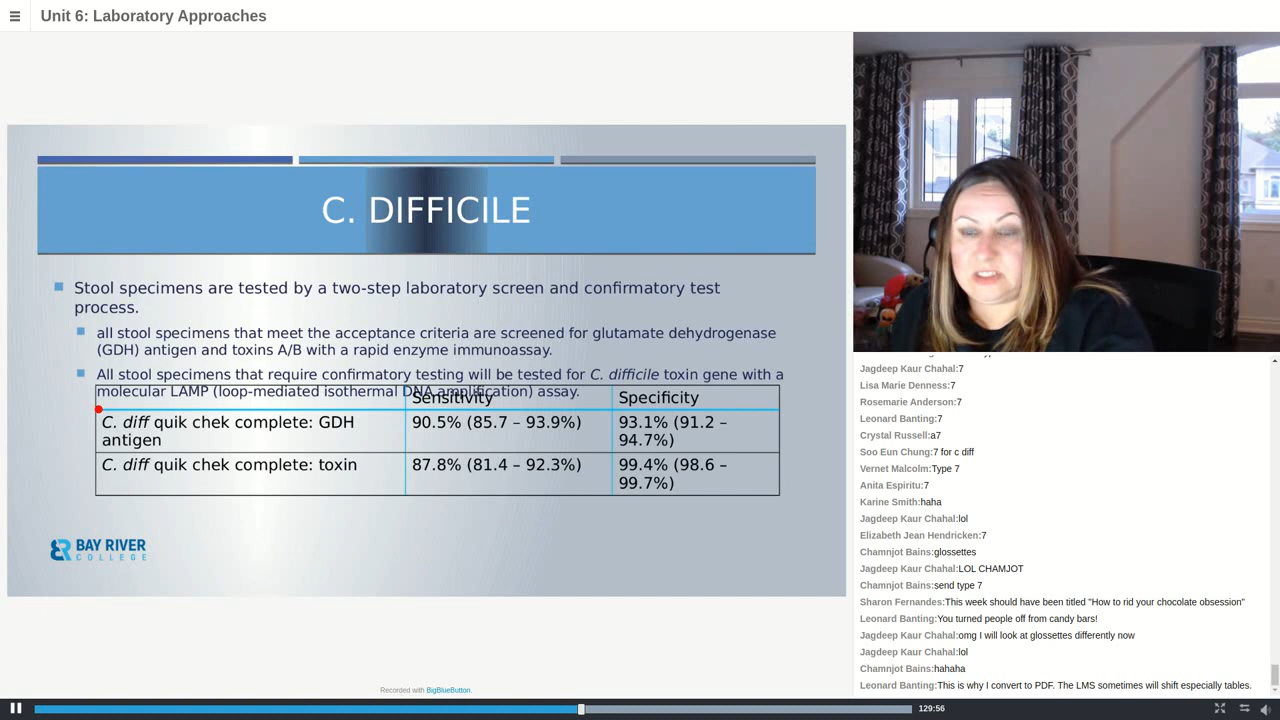 Unit 6: Laboratory Approaches
C. DIFFICILE
Stool specimens are tested by a two-step laboratory screen and confirmatory test
process.
all stool specimens that meet the acceptance criteria are screened for glutamate dehydrogenase
(GDH) antigen and toxins A/B with a rapid enzyme immunoassay.
All stool specimens that require confirmatory testing will be tested for C. difficile toxin gene with a
molecular LAMP (loop-mediated isothermal DNA amplification) assay.
Sensitivity Specificity
C. diff quik chek complete: GDH antigen 90.5% (85.7 – 93.9%) 93.1% (91.2 – 94.7%)
C. diff quik chek complete: toxin 87.8% (81.4 – 92.3%) 99.4% (98.6 – 99.7%)
BAY RIVER
COLLEGE
Recorded with BigBlueButton.
Jagdeep Kaur Chahal:7
Lisa Marie Denness:7
Rosemarie Anderson:7
Leonard Banting:7
Crystal Russell:a7
Soo Eun Chung:7 for c diff
Vernet Malcolm:Type 7
Anita Espiritu:7
Karine Smith:haha
Jagdeep Kaur Chahal:lol
Elizabeth Jean Hendricken:7
Chamnjot Bains:glossettes
Jagdeep Kaur Chahal:LOL CHAMJOT
Chamnjot Bains:send type 7
Sharon Fernandes:This week should have been titled "How to rid your chocolate obsession"
Leonard Banting:You turned people off from candy bars!
Jagdeep Kaur Chahal:omg I will look at glossettes differently now
Jagdeep Kaur Chahal:lol
Chamnjot Bains:hahaha
Leonard Banting:This is why I convert to PDF. The LMS sometimes will shift especially tables.
129:56